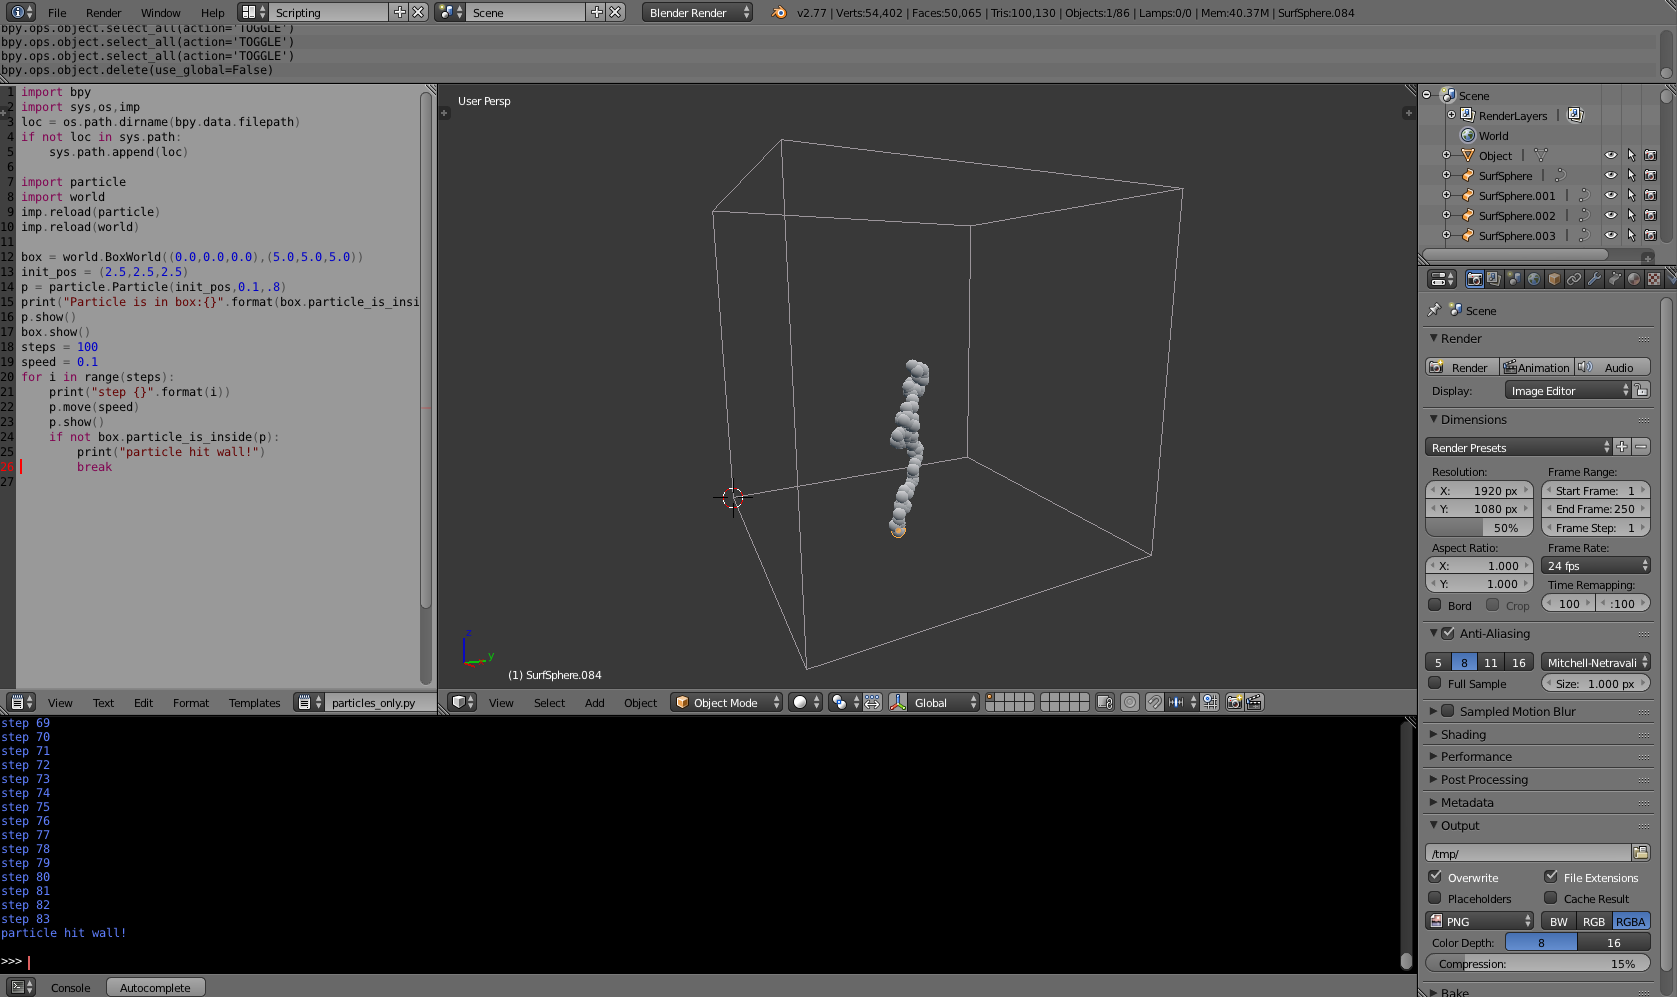 File Render Window Help Scripting Scene Blender Render v2.77 | Verts:54,402 | Faces:50,065 | Tris:100,130 | Objects:1/86 | Lamps:0/0 | Mem:40.37M | SurfSphere.084
bpy.ops.object.select_all(action='TOGGLE')
bpy.ops.object.select_all(action='TOGGLE')
bpy.ops.object.select_all(action='TOGGLE')
bpy.ops.object.delete(use_global=False)
1 import bpy
2 import sys,os,imp
3 loc = os.path.dirname(bpy.data.filepath)
4 if not loc in sys.path:
5     sys.path.append(loc)
6
7 import particle
8 import world
9 imp.reload(particle)
10 imp.reload(world)
11
12 box = world.BoxWorld((0.0,0.0,0.0),(5.0,5.0,5.0))
13 init_pos = (2.5,2.5,2.5)
14 p = particle.Particle(init_pos,0.1,.8)
15 print("Particle is in box:{}".format(box.particle_is_insi
16 p.show()
17 box.show()
18 steps = 100
19 speed = 0.1
20 for i in range(steps):
21     print("step {}".format(i))
22     p.move(speed)
23     p.show()
24     if not box.particle_is_inside(p):
25         print("particle hit wall!")
26         break
27
View Text Edit Format Templates particles_only.py
User Persp
z
y
(1) SurfSphere.084
View Select Add Object Object Mode Global
step 69
step 70
step 71
step 72
step 73
step 74
step 75
step 76
step 77
step 78
step 79
step 80
step 81
step 82
step 83
particle hit wall!
>>>
Console Autocomplete
Scene
RenderLayers |
World
Object |
SurfSphere |
SurfSphere.001 |
SurfSphere.002 |
SurfSphere.003 |
Scene
Render
Render Animation Audio
Display: Image Editor
Dimensions
Render Presets
Resolution: Frame Range:
X: 1920 px Start Frame: 1
Y: 1080 px End Frame: 250
50% Frame Step: 1
Aspect Ratio: Frame Rate:
X: 1.000 24 fps
Y: 1.000 Time Remapping:
Bord Crop 100 :100
Anti-Aliasing
5 8 11 16 Mitchell-Netravali
Full Sample Size: 1.000 px
Sampled Motion Blur
Shading
Performance
Post Processing
Metadata
Output
/tmp/
Overwrite File Extensions
Placeholders Cache Result
PNG BW RGB RGBA
Color Depth: 8 16
Compression: 15%
Bake